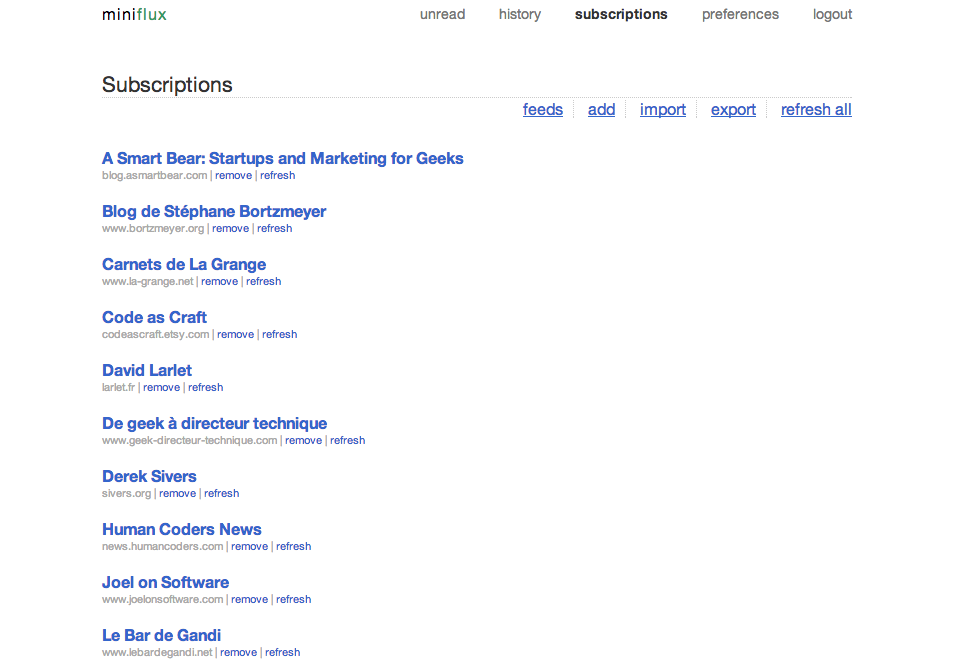 miniflux unread history subscriptions preferences logout
Subscriptions
feeds add import export refresh all
A Smart Bear: Startups and Marketing for Geeks
blog.asmartbear.com | remove | refresh
Blog de Stéphane Bortzmeyer
www.bortzmeyer.org | remove | refresh
Carnets de La Grange
www.la-grange.net | remove | refresh
Code as Craft
codeascraft.etsy.com | remove | refresh
David Larlet
larlet.fr | remove | refresh
De geek à directeur technique
www.geek-directeur-technique.com | remove | refresh
Derek Sivers
sivers.org | remove | refresh
Human Coders News
news.humancoders.com | remove | refresh
Joel on Software
www.joelonsoftware.com | remove | refresh
Le Bar de Gandi
www.lebardegandi.net | remove | refresh